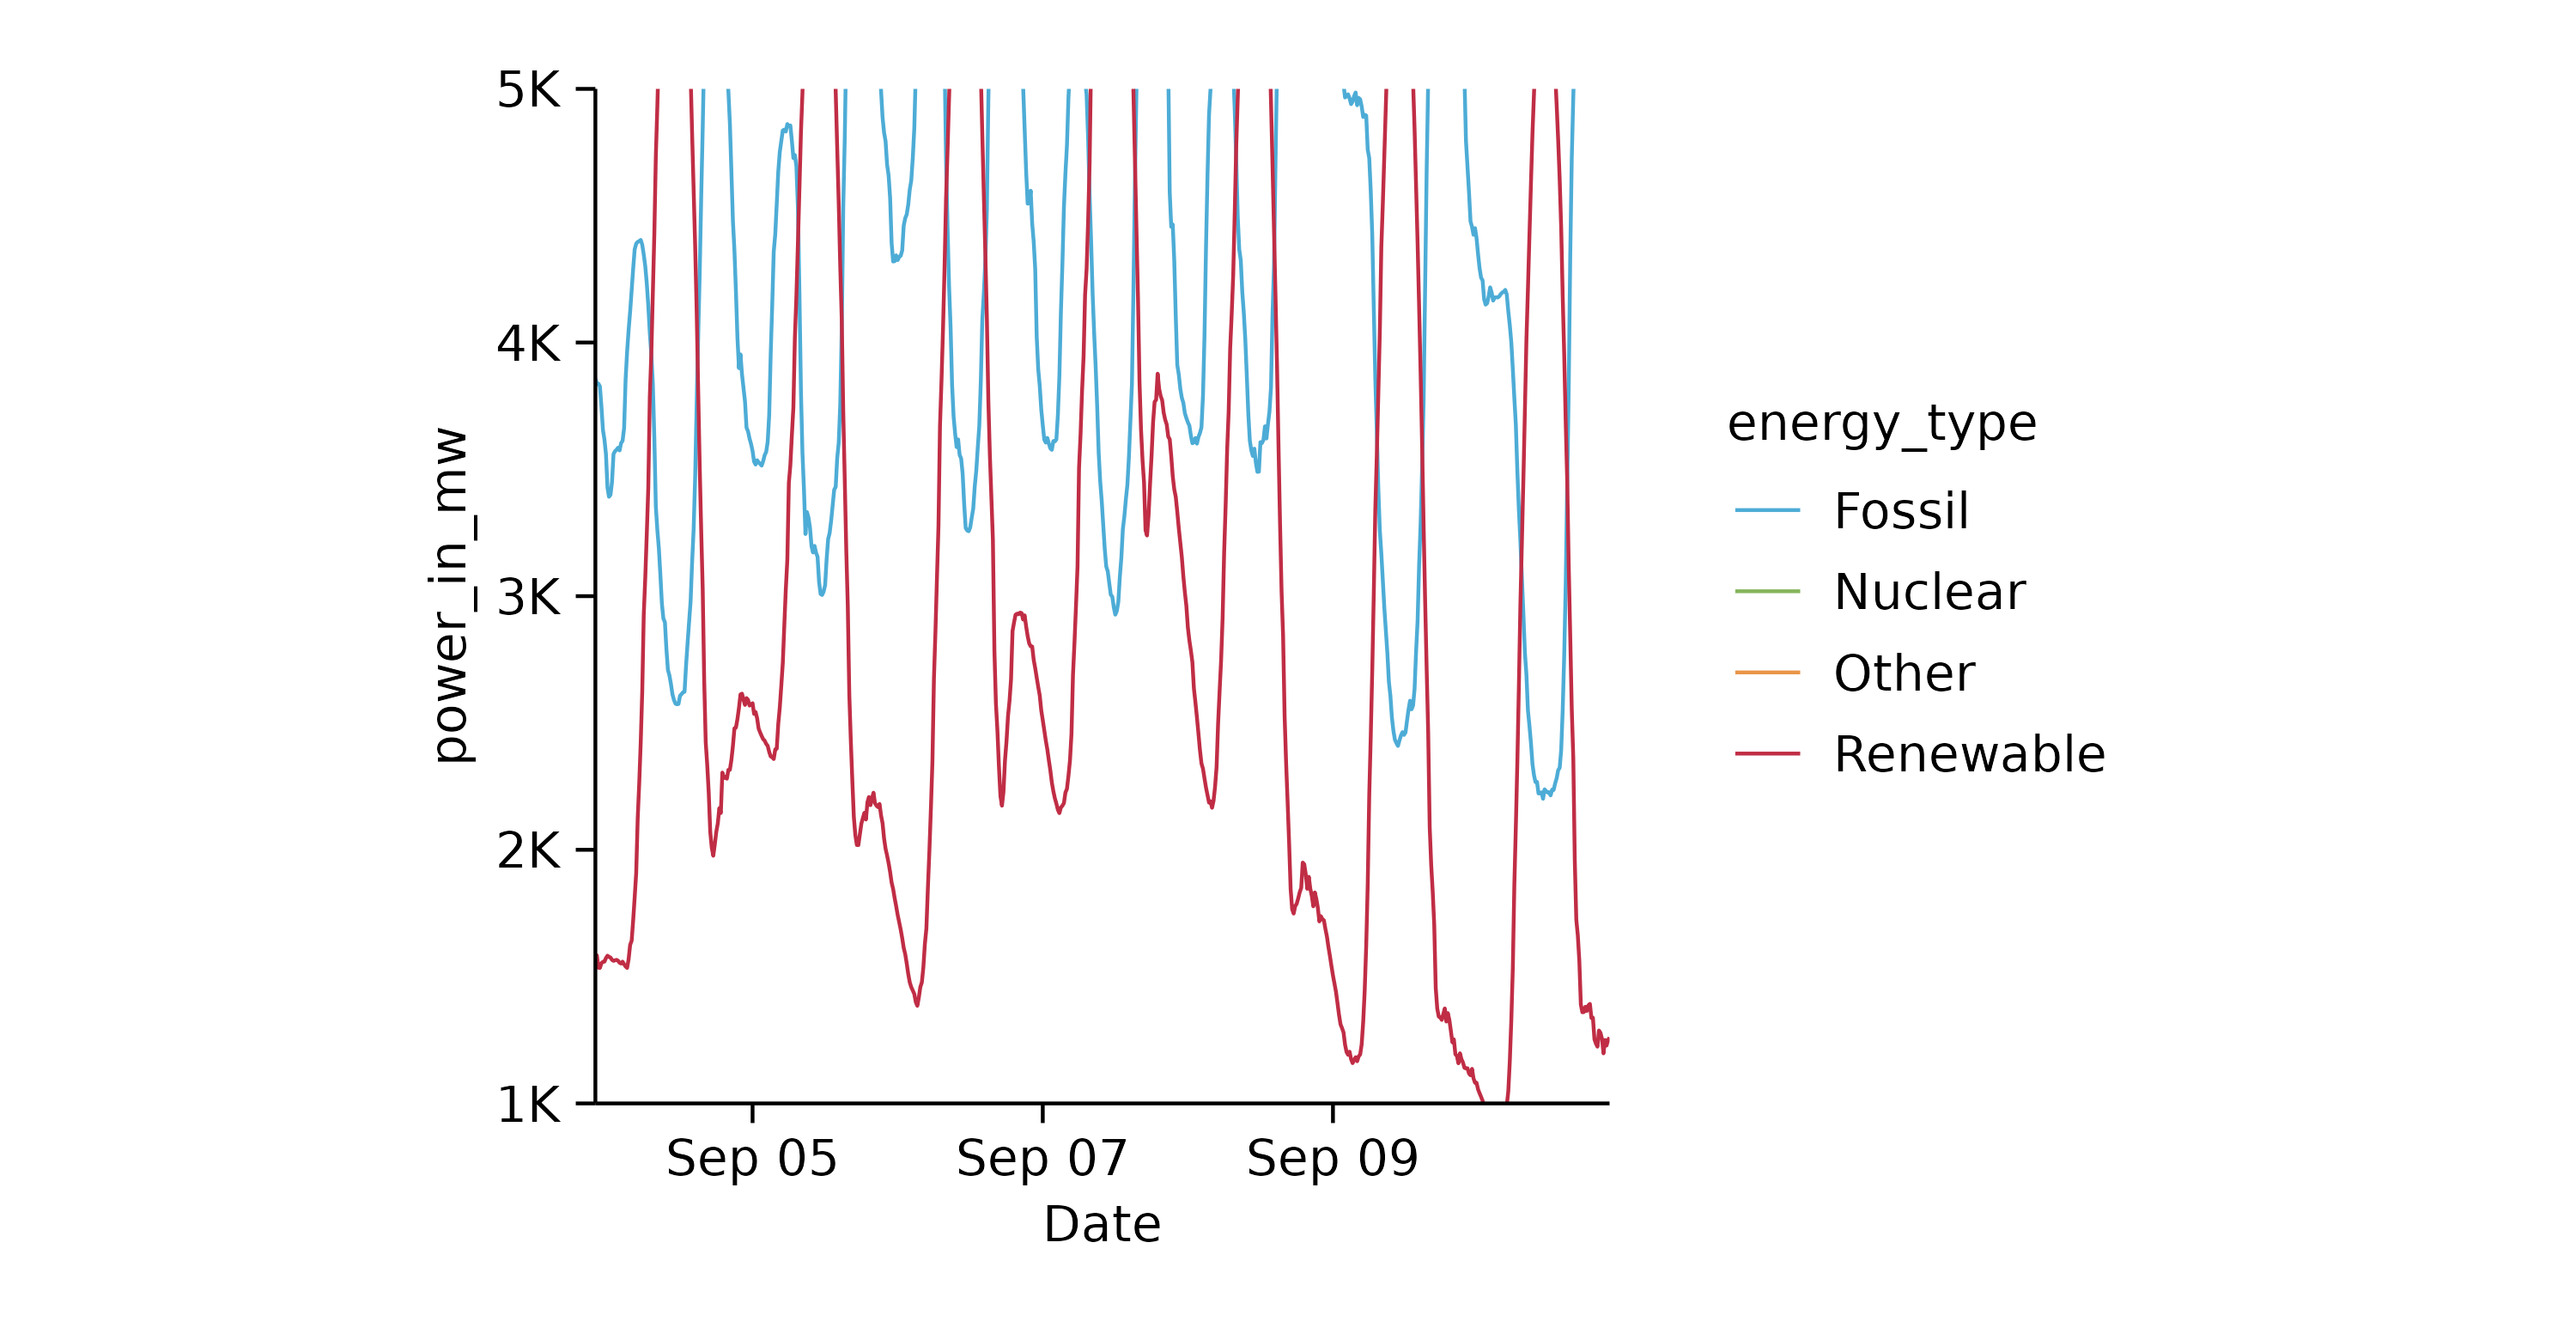 5K
4K
3K
2K
1K
power_in_mw
Sep 05
Sep 07
Sep 09
Date
energy_type
Fossil
Nuclear
Other
Renewable